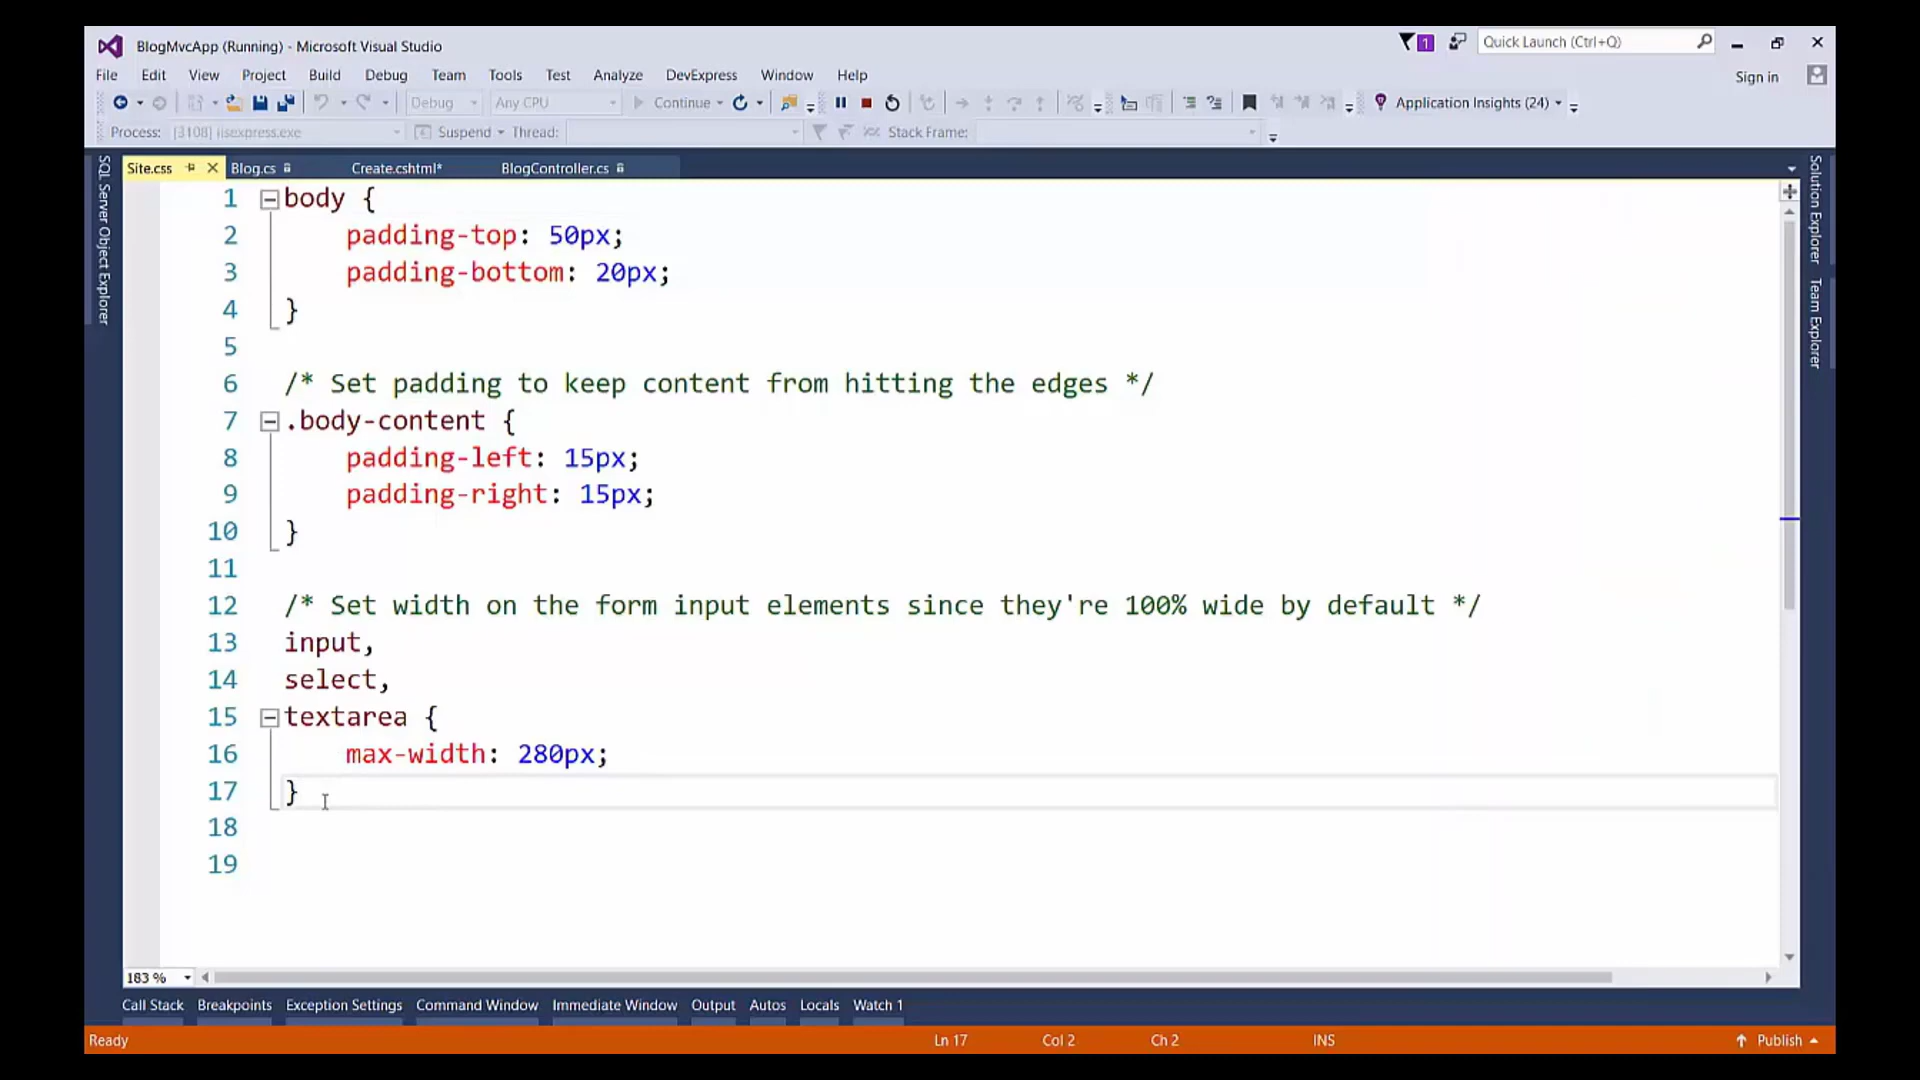 BlogMvcApp (Running) - Microsoft Visual Studio
1
Quick Launch (Ctrl+Q)
File Edit View Project Build Debug Team Tools Test Analyze DevExpress Window Help
Sign in
Debug Any CPU Continue Application Insights (24)
Process: [3108] iisexpress.exe Suspend Thread: Stack Frame:
SQL Server Object Explorer
Solution Explorer
Team Explorer
Site.css Blog.cs Create.cshtml* BlogController.cs
1 body {
2 padding-top: 50px;
3 padding-bottom: 20px;
4 }
5
6 /* Set padding to keep content from hitting the edges */
7 .body-content {
8 padding-left: 15px;
9 padding-right: 15px;
10 }
11
12 /* Set width on the form input elements since they're 100% wide by default */
13 input,
14 select,
15 textarea {
16 max-width: 280px;
17 }
18
19
183 %
Call Stack Breakpoints Exception Settings Command Window Immediate Window Output Autos Locals Watch 1
Ready Ln 17 Col 2 Ch 2 INS Publish